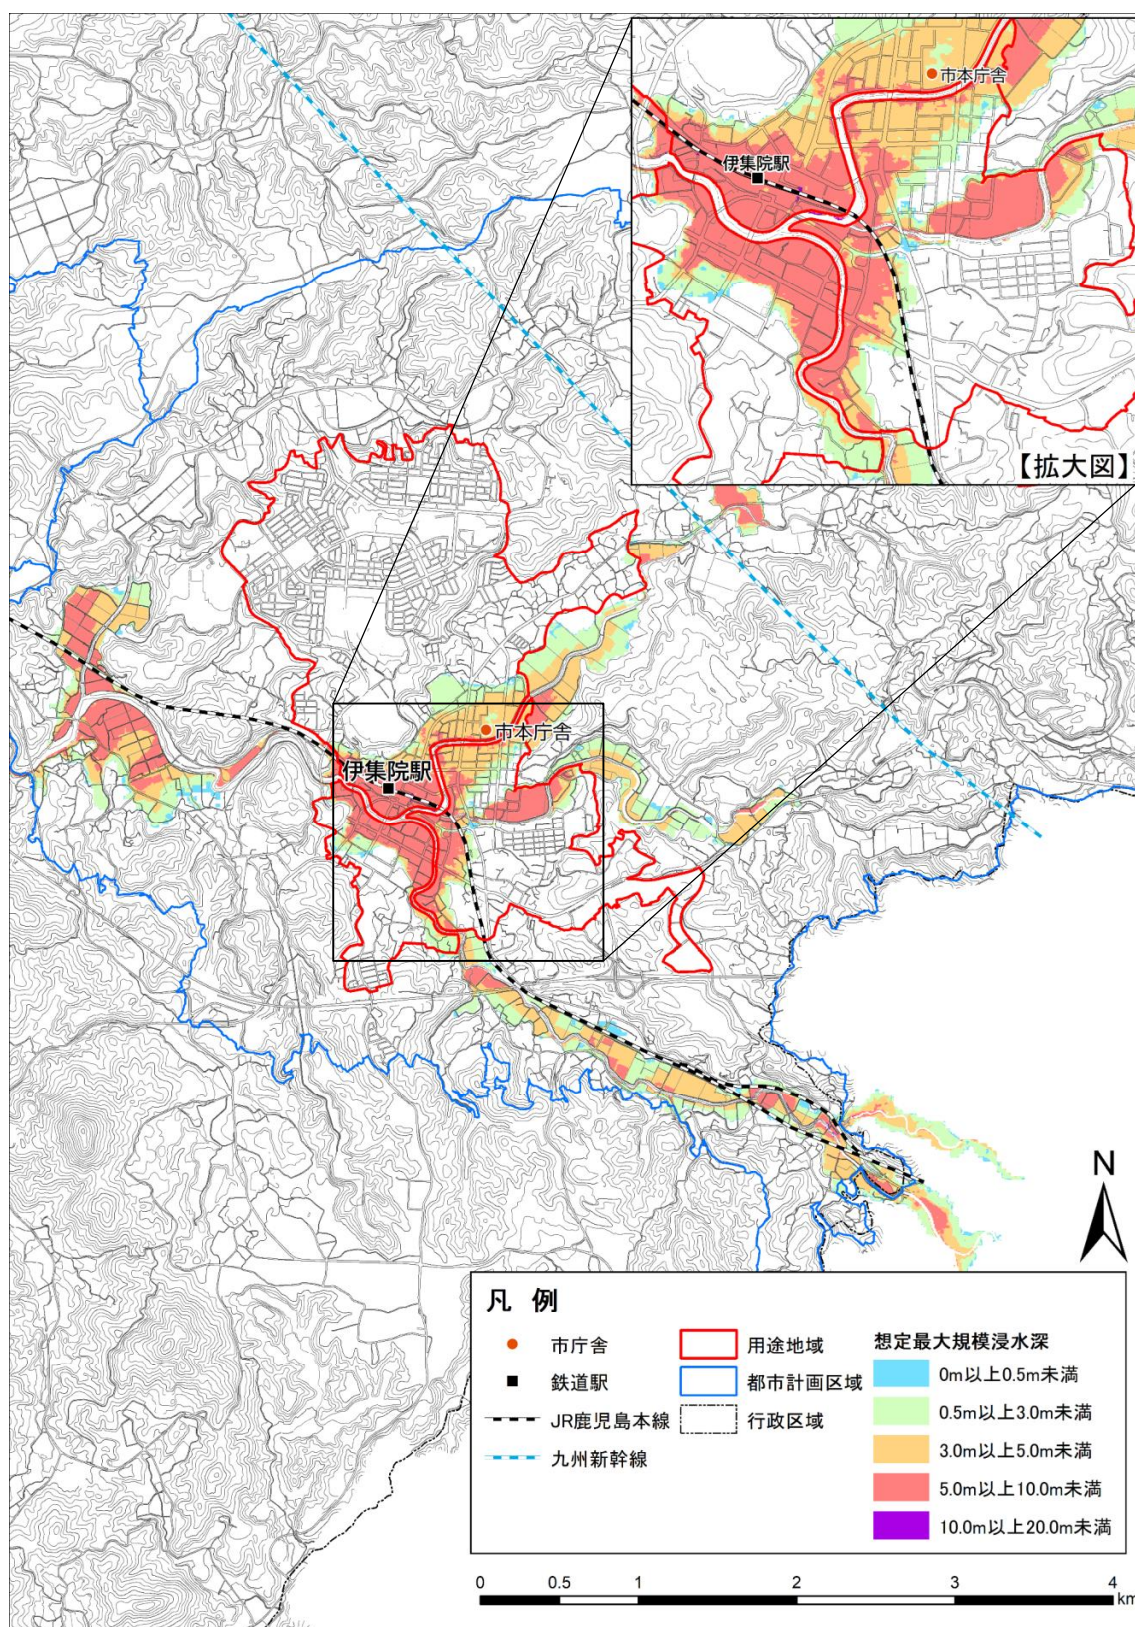 市本庁舎
伊集院駅
【拡大図】
市本庁舎
伊集院駅
N
凡 例
市庁舎
鉄道駅
JR鹿児島本線
九州新幹線
用途地域
都市計画区域
行政区域
想定最大規模浸水深
0m以上0.5m未満
0.5m以上3.0m未満
3.0m以上5.0m未満
5.0m以上10.0m未満
10.0m以上20.0m未満
0 0.5 1 2 3 4
km